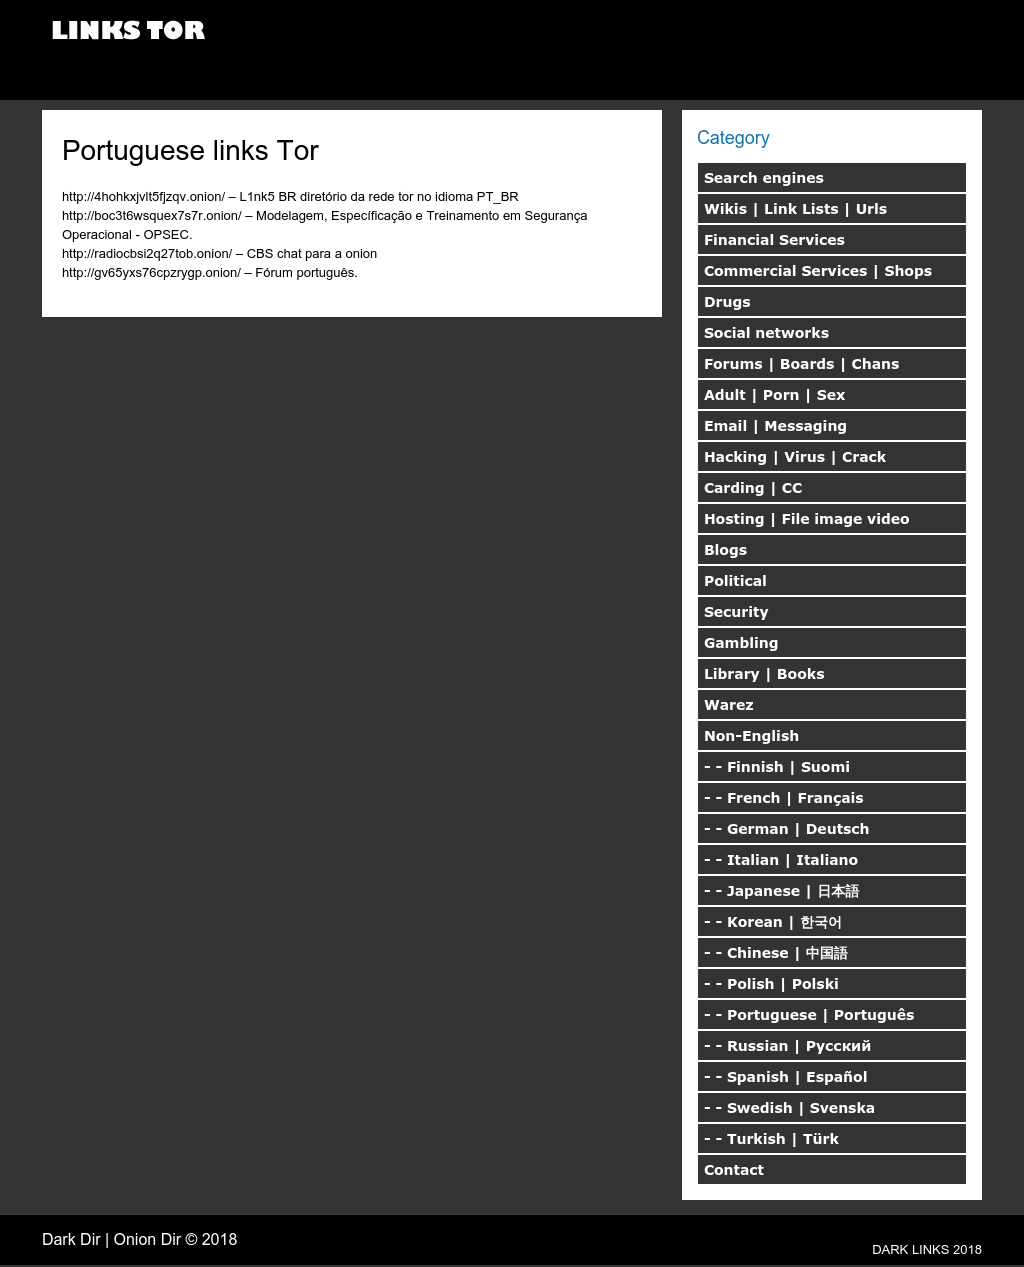 LINKS TOR
Portuguese links Tor
http://4hohkxjvlt5fjzqv.onion/ – L1nk5 BR diretório da rede tor no idioma PT_BR
http://boc3t6wsquex7s7r.onion/ – Modelagem, Específicação e Treinamento em Segurança
Operacional - OPSEC.
http://radiocbsi2q27tob.onion/ – CBS chat para a onion
http://gv65yxs76cpzrygp.onion/ – Fórum português.
Category
Search engines
Wikis | Link Lists | Urls
Financial Services
Commercial Services | Shops
Drugs
Social networks
Forums | Boards | Chans
Adult | Porn | Sex
Email | Messaging
Hacking | Virus | Crack
Carding | CC
Hosting | File image video
Blogs
Political
Security
Gambling
Library | Books
Warez
Non-English
- - Finnish | Suomi
- - French | Français
- - German | Deutsch
- - Italian | Italiano
- - Japanese | 日本語
- - Korean | 한국어
- - Chinese | 中国語
- - Polish | Polski
- - Portuguese | Português
- - Russian | Русский
- - Spanish | Español
- - Swedish | Svenska
- - Turkish | Türk
Contact
Dark Dir | Onion Dir © 2018
DARK LINKS 2018